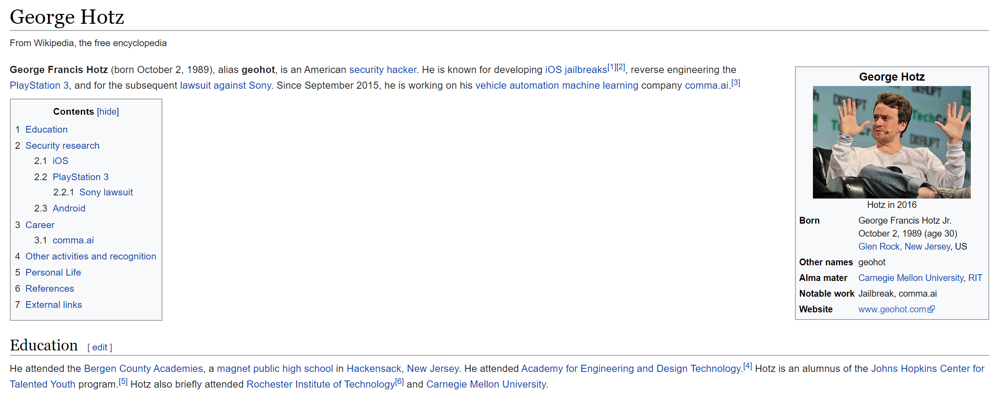 George Hotz
From Wikipedia, the free encyclopedia
George Francis Hotz (born October 2, 1989), alias geohot, is an American security hacker. He is known for developing iOS jailbreaks[1][2], reverse engineering the
PlayStation 3, and for the subsequent lawsuit against Sony. Since September 2015, he is working on his vehicle automation machine learning company comma.ai.[3]
Contents [hide]
1 Education
2 Security research
2.1 iOS
2.2 PlayStation 3
2.2.1 Sony lawsuit
2.3 Android
3 Career
3.1 comma.ai
4 Other activities and recognition
5 Personal Life
6 References
7 External links
George Hotz
DISRUPT
TechCr
DISRUPT
Hotz in 2016
Born George Francis Hotz Jr.
October 2, 1989 (age 30)
Glen Rock, New Jersey, US
Other names geohot
Alma mater Carnegie Mellon University, RIT
Notable work Jailbreak, comma.ai
Website www.geohot.com
Education [ edit ]
He attended the Bergen County Academies, a magnet public high school in Hackensack, New Jersey. He attended Academy for Engineering and Design Technology.[4] Hotz is an alumnus of the Johns Hopkins Center for
Talented Youth program.[5] Hotz also briefly attended Rochester Institute of Technology[6] and Carnegie Mellon University.